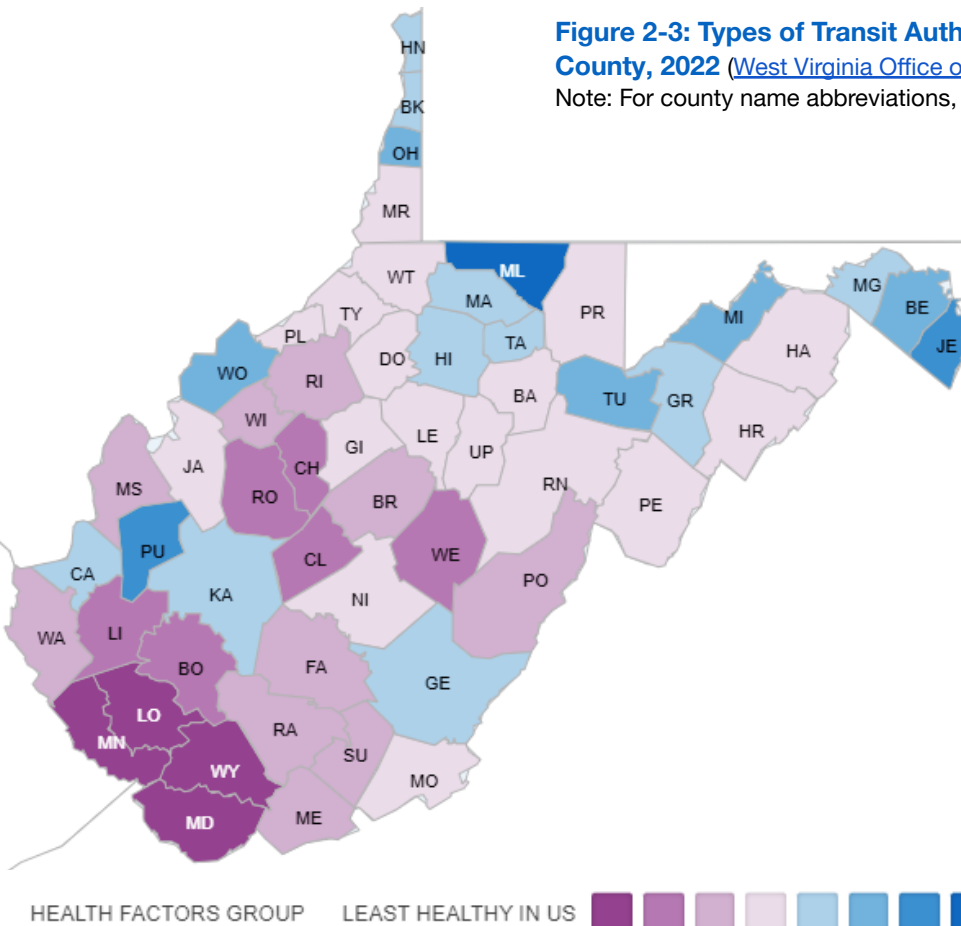 Figure 2-3: Types of Transit Auth
County, 2022 (West Virginia Office o
Note: For county name abbreviations,
HN
BK
OH
MR
WT
ML
MA
PR
TY
PL
DO
HI
TA
MG
BE
MI
JE
HA
WO
RI
BA
TU
GR
WI
GI
LE
UP
HR
JA
CH
RO
MS
BR
RN
PE
PU
CL
WE
CA
KA
NI
PO
WA
LI
BO
FA
GE
LO
MN
RA
SU
WY
MO
MD
ME
HEALTH FACTORS GROUP LEAST HEALTHY IN US